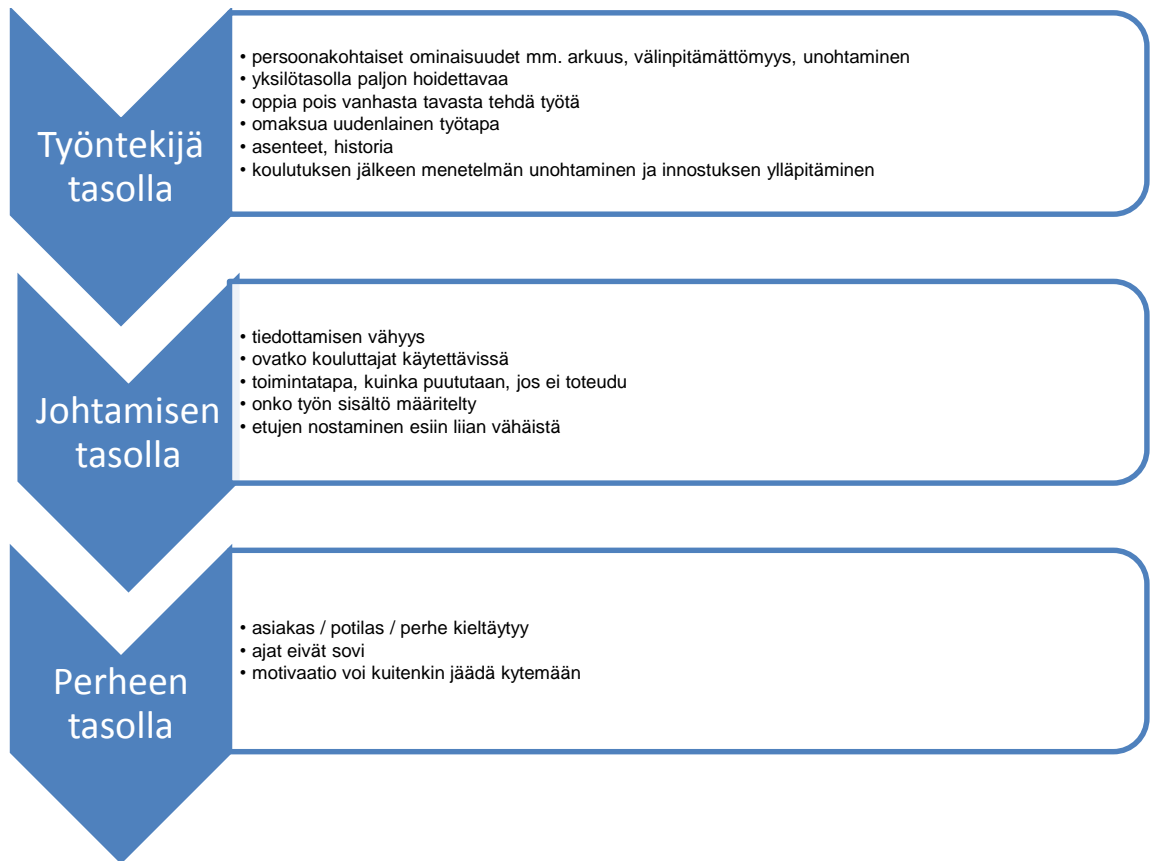 Työntekijä
tasolla
• persoonakohtaiset ominaisuudet mm. arkuus, välinpitämättömyys, unohtaminen
• yksilötasolla paljon hoidettavaa
• oppia pois vanhasta tavasta tehdä työtä
• omaksua uudenlainen työtapa
• asenteet, historia
• koulutuksen jälkeen menetelmän unohtaminen ja innostuksen ylläpitäminen
Johtamisen
tasolla
• tiedottamisen vähyys
• ovatko kouluttajat käytettävissä
• toimintatapa, kuinka puututaan, jos ei toteudu
• onko työn sisältö määritelty
• etujen nostaminen esiin liian vähäistä
Perheen
tasolla
• asiakas / potilas / perhe kieltäytyy
• ajat eivät sovi
• motivaatio voi kuitenkin jäädä kytemään